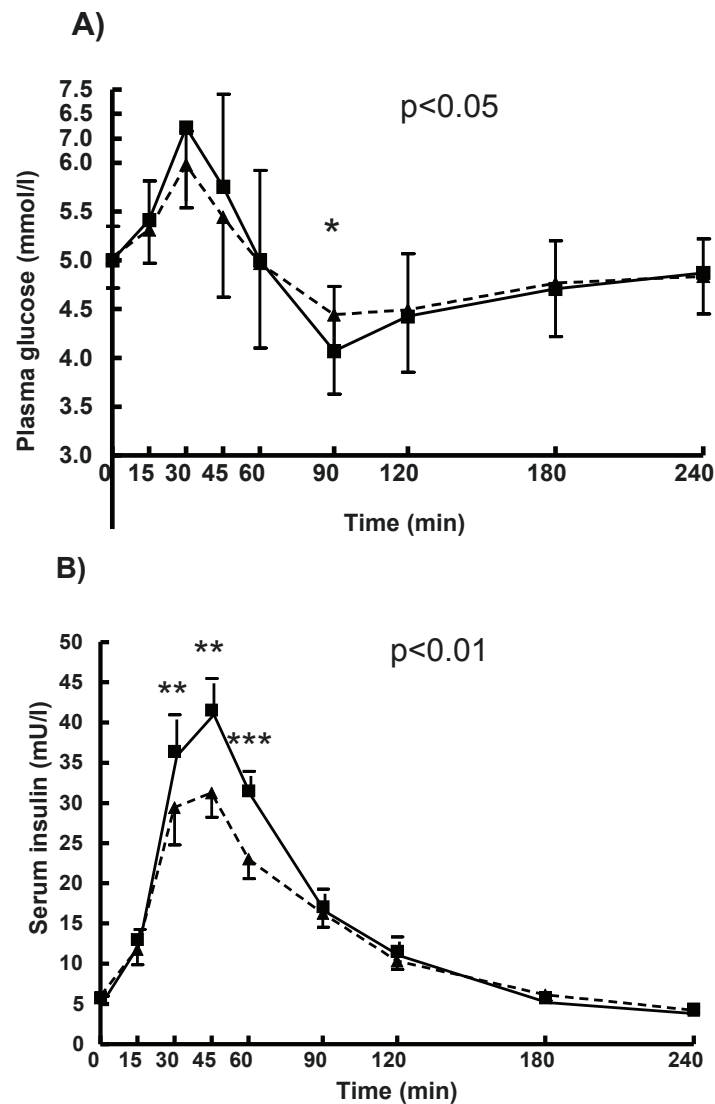 A)
p<0.05
Plasma glucose (mmol/l)
7.5
7.0
6.5
6.0
5.5
5.0
4.5
4.0
3.5
3.0
*
0 15 30 45 60 90 120 180 240
Time (min)
B)
p<0.01
Serum insulin (mU/l)
50
45
40
35
30
25
20
15
10
5
0
**
**
***
0 15 30 45 60 90 120 180 240
Time (min)